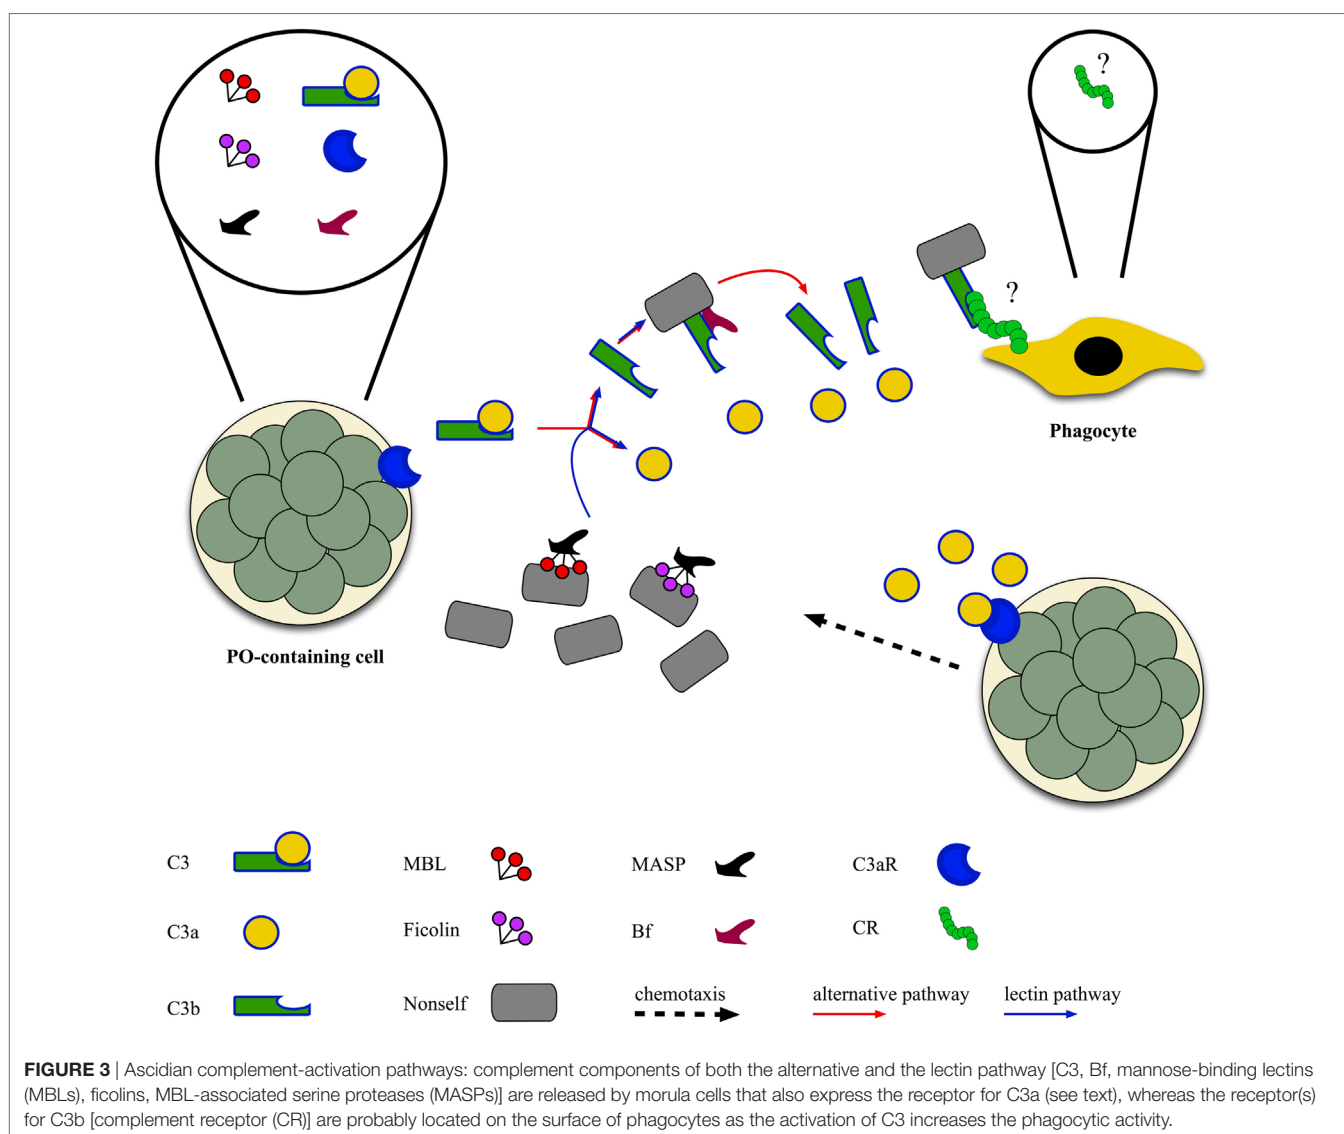 ?
?
Phagocyte
PO-containing cell
C3
MBL
MASP
C3aR
C3a
Ficolin
Bf
CR
C3b
Nonself
chemotaxis
alternative pathway
lectin pathway
FIGURE 3 | Ascidian complement-activation pathways: complement components of both the alternative and the lectin pathway [C3, Bf, mannose-binding lectins
(MBLs), ficolins, MBL-associated serine proteases (MASPs)] are released by morula cells that also express the receptor for C3a (see text), whereas the receptor(s)
for C3b [complement receptor (CR)] are probably located on the surface of phagocytes as the activation of C3 increases the phagocytic activity.